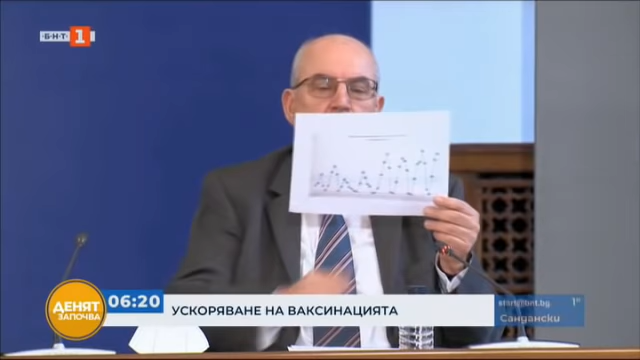 БНТ 1
ДЕНЯТ
ЗАПОЧВА
06:20
УСКОРЯВАНЕ НА ВАКСИНАЦИЯТА
start@bnt.bg
1°
Сандански